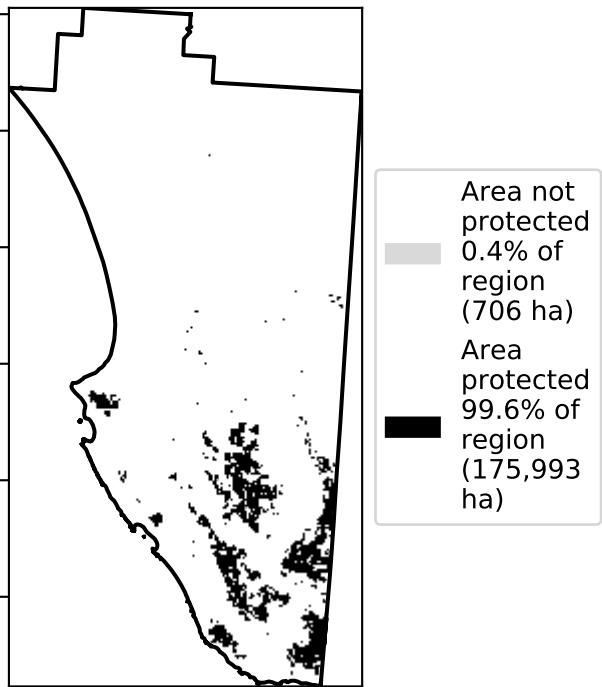 Area not
protected
0.4% of
region
(706 ha)
Area
protected
99.6% of
region
(175,993
ha)